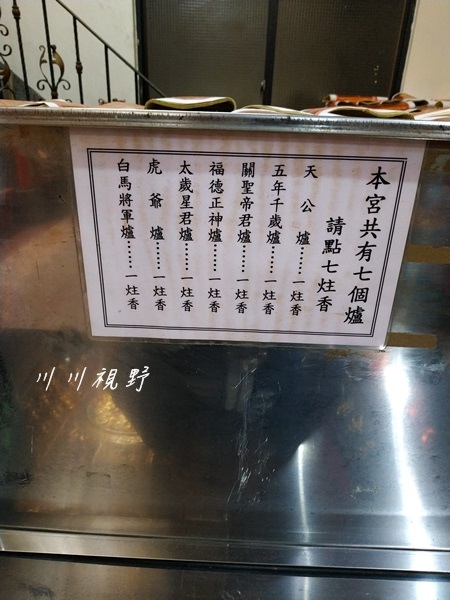 本宮共有七個爐
請點七炷香
天公爐……一炷香
五年千歲爐……一炷香
關聖帝君爐……一炷香
福德正神爐……一炷香
太歲星君爐……一炷香
虎爺爐……一炷香
白馬將軍爐……一炷香
川川視野